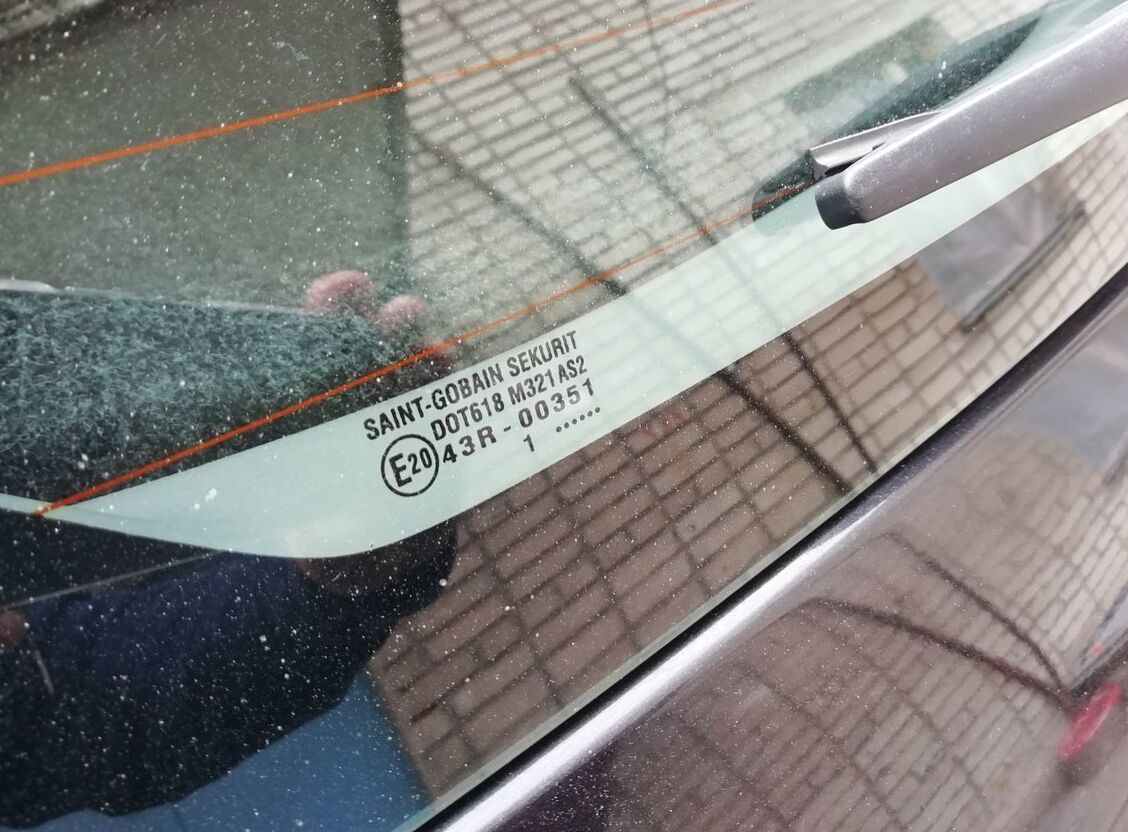 SAINT-GOBAIN SEKURIT
DOT618 M321 AS2
E20 43R-00351
1 ......